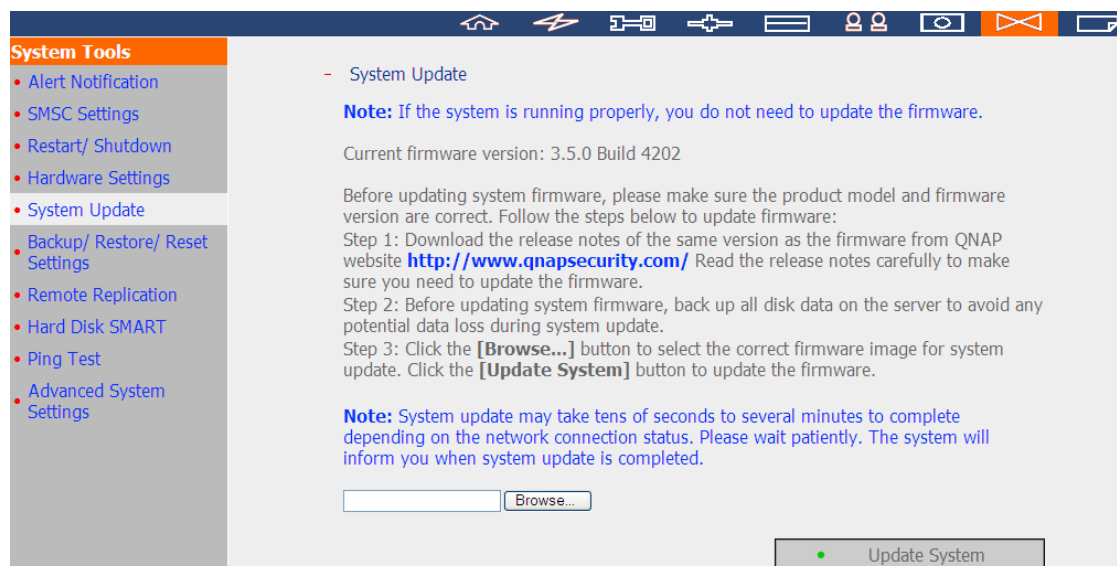 System Tools
• Alert Notification
• SMSC Settings
• Restart/ Shutdown
• Hardware Settings
• System Update
• Backup/ Restore/ Reset
Settings
• Remote Replication
• Hard Disk SMART
• Ping Test
• Advanced System
Settings
– System Update
Note: If the system is running properly, you do not need to update the firmware.
Current firmware version: 3.5.0 Build 4202
Before updating system firmware, please make sure the product model and firmware
version are correct. Follow the steps below to update firmware:
Step 1: Download the release notes of the same version as the firmware from QNAP
website http://www.qnapsecurity.com/ Read the release notes carefully to make
sure you need to update the firmware.
Step 2: Before updating system firmware, back up all disk data on the server to avoid any
potential data loss during system update.
Step 3: Click the [Browse...] button to select the correct firmware image for system
update. Click the [Update System] button to update the firmware.
Note: System update may take tens of seconds to several minutes to complete
depending on the network connection status. Please wait patiently. The system will
inform you when system update is completed.
Browse...
• Update System